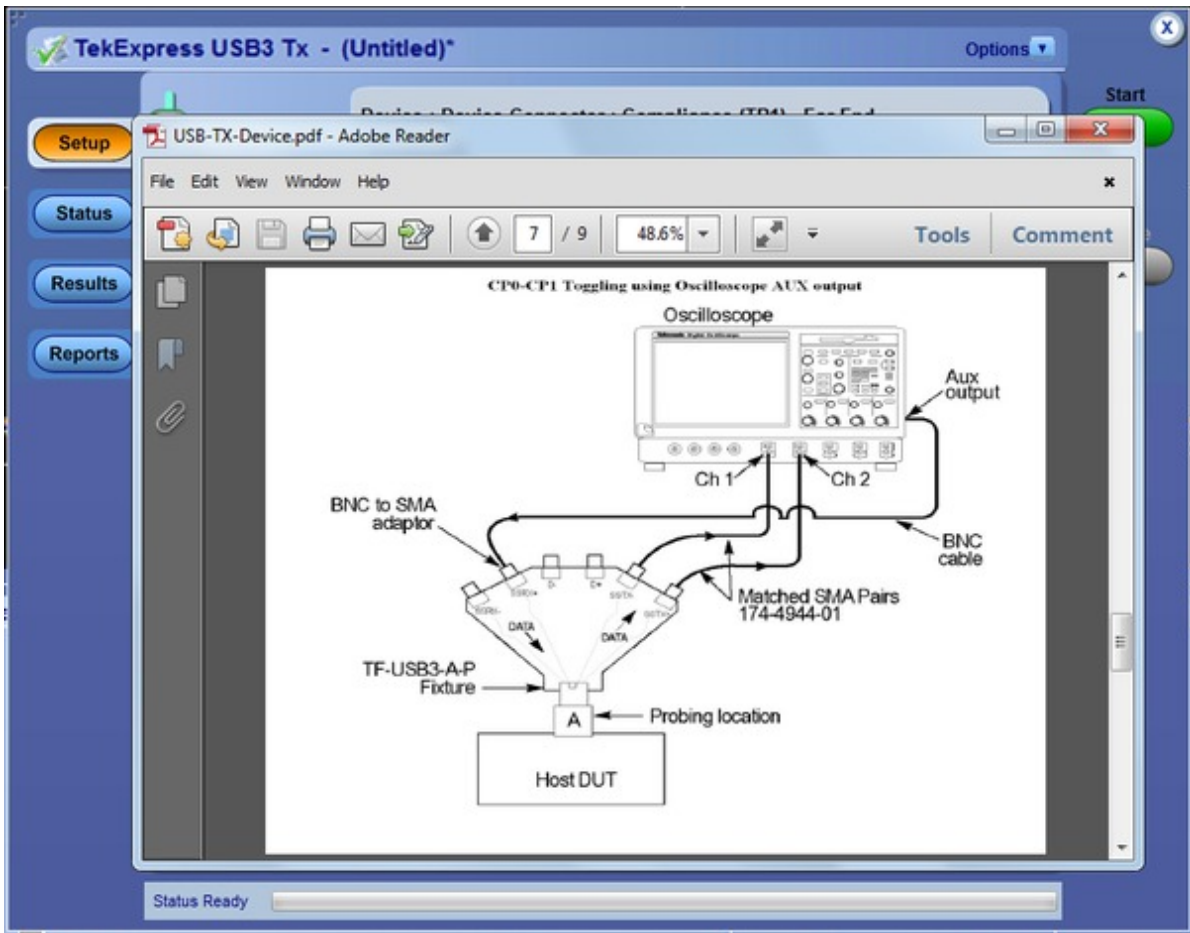 TekExpress USB3 Tx - (Untitled)*
Options
Start
Setup
Status
Results
Reports
USB-TX-Device.pdf - Adobe Reader
File Edit View Window Help
7 / 9
48.6%
Tools
Comment
CP0-CP1 Toggling using Oscilloscope AUX output
Oscilloscope
Aux
output
Ch 1
Ch 2
BNC to SMA
adaptor
BNC
cable
D-
D+
DATA
DATA
Matched SMA Pairs
174-4944-01
TF-USB3-A-P
Fixture
A
Probing location
Host DUT
Status Ready